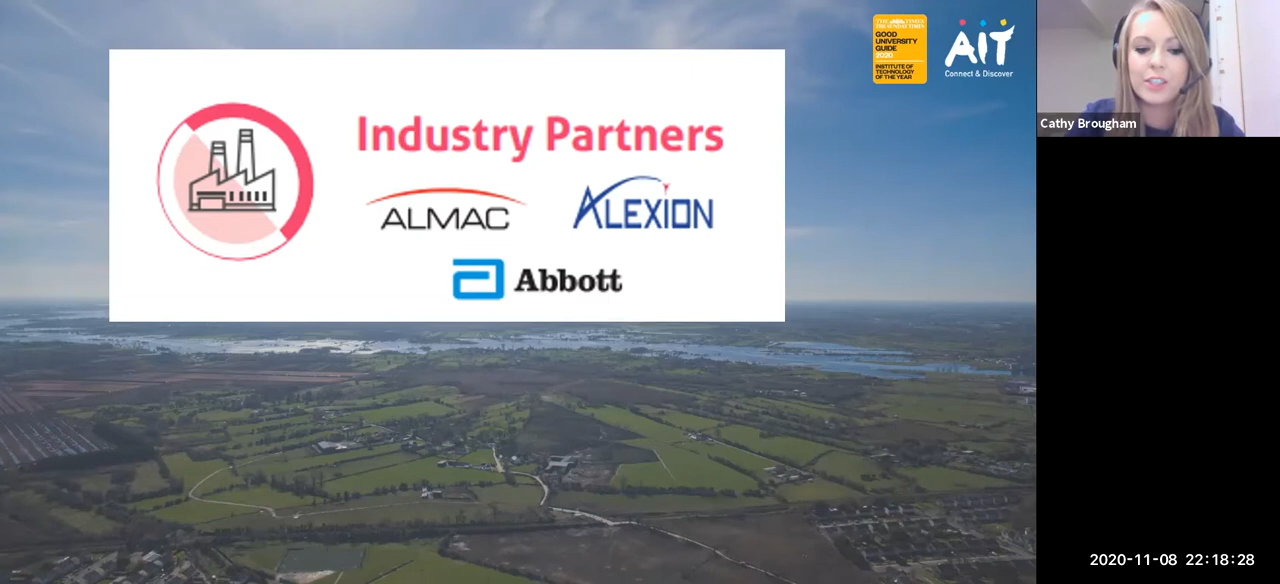 THE TIMES
THE SUNDAY TIMES
GOOD
UNIVERSITY
GUIDE
2020
INSTITUTE OF
TECHNOLOGY
OF THE YEAR
AIT
Connect & Discover
Cathy Brougham
Industry Partners
ALMAC
ALEXION
Abbott
2020-11-08 22:18:28